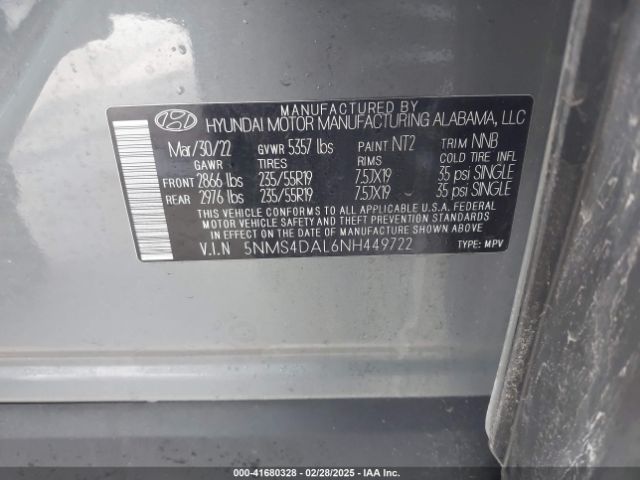 MANUFACTURED BY
HYUNDAI MOTOR MANUFACTURING ALABAMA, LLC
Mar/30/22 GVWR 5357 lbs PAINT NT2 TRIM NNB
GAWR TIRES RIMS COLD TIRE INFL
FRONT 2866 lbs 235/55R19 7.5JX19 35 psi SINGLE
REAR 2976 lbs 235/55R19 7.5JX19 35 psi SINGLE
THIS VEHICLE CONFORMS TO ALL APPLICABLE U.S.A. FEDERAL
MOTOR VEHICLE SAFETY AND THEFT PREVENTION STANDARDS
IN EFFECT ON THE DATE OF MANUFACTURE SHOWN ABOVE.
V.I.N 5NMS4DAL6NH449722 TYPE: MPV
000-41680328 - 02/28/2025 - IAA, Inc.